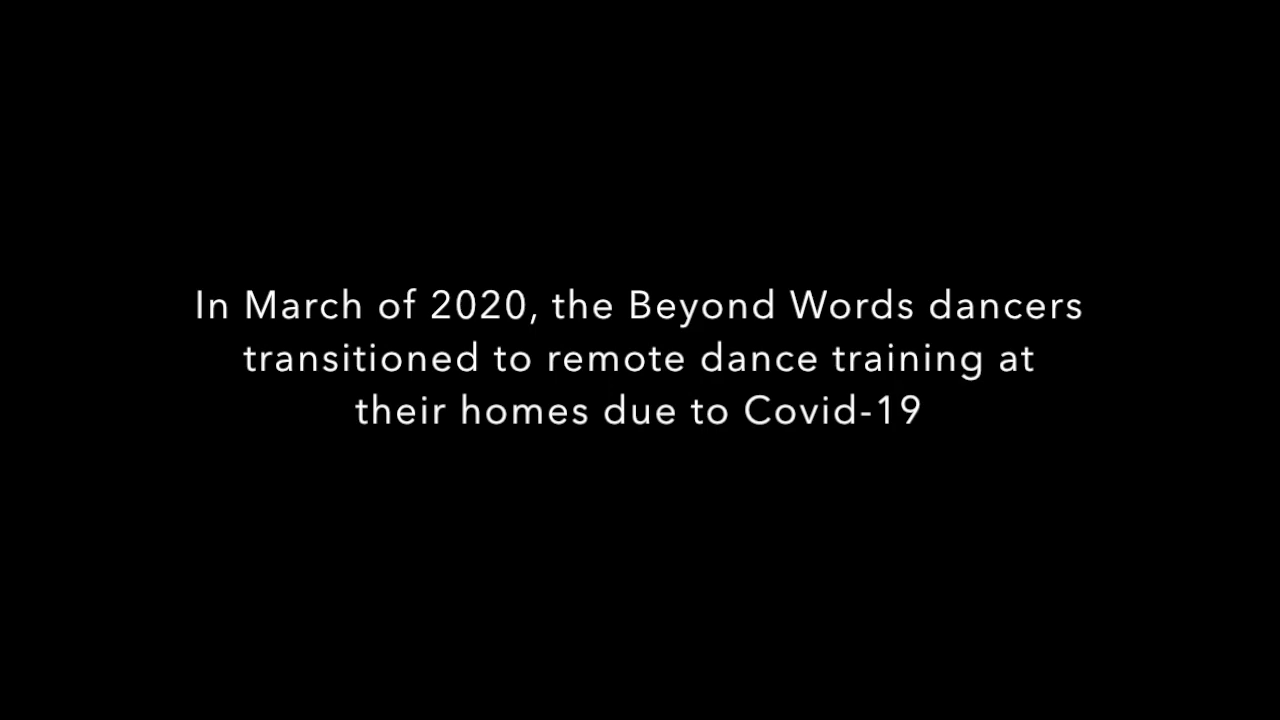 In March of 2020, the Beyond Words dancers
transitioned to remote dance training at
their homes due to Covid-19